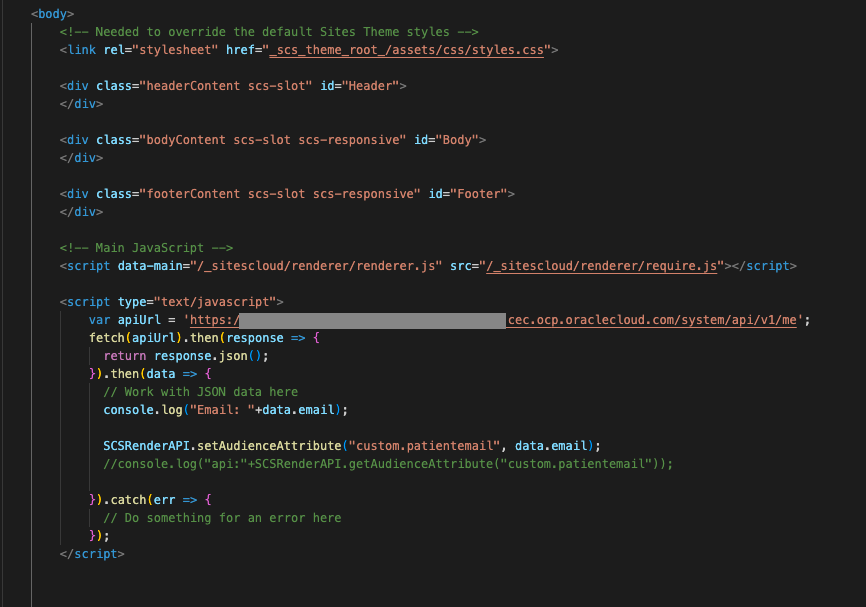 <body>
<!-- Needed to override the default Sites Theme styles -->
<link rel="stylesheet" href="_scs_theme_root_/assets/css/styles.css">
<div class="headerContent scs-slot" id="Header">
</div>
<div class="bodyContent scs-slot scs-responsive" id="Body">
</div>
<div class="footerContent scs-slot scs-responsive" id="Footer">
</div>
<!-- Main JavaScript -->
<script data-main="/_sitescloud/renderer/renderer.js" src="/_sitescloud/renderer/require.js"></script>
<script type="text/javascript">
var apiUrl = 'https:/ cec.ocp.oraclecloud.com/system/api/v1/me';
fetch(apiUrl).then(response => {
return response.json();
}).then(data => {
// Work with JSON data here
console.log("Email: "+data.email);
SCSRenderAPI.setAudienceAttribute("custom.patientemail", data.email);
//console.log("api:"+SCSRenderAPI.getAudienceAttribute("custom.patientemail"));
}).catch(err => {
// Do something for an error here
});
</script>